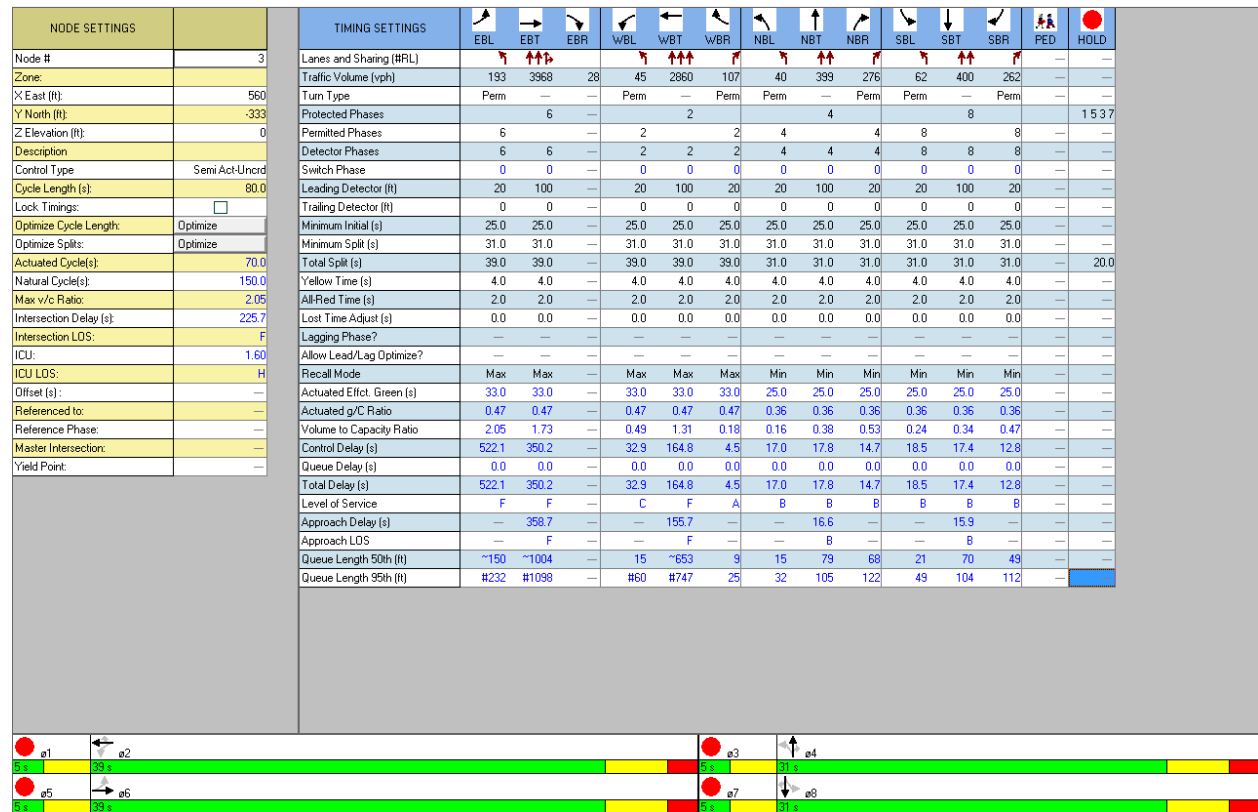 NODE SETTINGS
Node # 3
Zone:
X East (ft): 560
Y North (ft): -333
Z Elevation (ft): 0
Description
Control Type Semi Act-Uncrd
Cycle Length (s): 80.0
Lock Timings:
Optimize Cycle Length: Optimize
Optimize Splits: Optimize
Actuated Cycle(s): 70.0
Natural Cycle(s): 150.0
Max v/c Ratio: 2.05
Intersection Delay (s): 225.7
Intersection LOS: F
ICU: 1.60
ICU LOS: H
Offset (s) : —
Referenced to: —
Reference Phase: —
Master Intersection: —
Yield Point: —
TIMING SETTINGS EBL EBT EBR WBL WBT WBR NBL NBT NBR SBL SBT SBR PED HOLD
Lanes and Sharing (#RL) — —
Traffic Volume (vph) 193 3968 28 45 2860 107 40 399 276 62 400 262 — —
Turn Type Perm — — Perm — Perm Perm — Perm Perm — Perm — —
Protected Phases 6 — 2 4 8 — 1 5 3 7
Permitted Phases 6 — 2 2 4 4 8 8 — —
Detector Phases 6 6 — 2 2 2 4 4 4 8 8 8 — —
Switch Phase 0 0 — 0 0 0 0 0 0 0 0 0 — —
Leading Detector (ft) 20 100 — 20 100 20 20 100 20 20 100 20 — —
Trailing Detector (ft) 0 0 — 0 0 0 0 0 0 0 0 0 — —
Minimum Initial (s) 25.0 25.0 — 25.0 25.0 25.0 25.0 25.0 25.0 25.0 25.0 25.0 — —
Minimum Split (s) 31.0 31.0 — 31.0 31.0 31.0 31.0 31.0 31.0 31.0 31.0 31.0 — —
Total Split (s) 39.0 39.0 — 39.0 39.0 39.0 31.0 31.0 31.0 31.0 31.0 31.0 — 20.0
Yellow Time (s) 4.0 4.0 — 4.0 4.0 4.0 4.0 4.0 4.0 4.0 4.0 4.0 — —
All-Red Time (s) 2.0 2.0 — 2.0 2.0 2.0 2.0 2.0 2.0 2.0 2.0 2.0 — —
Lost Time Adjust (s) 0.0 0.0 — 0.0 0.0 0.0 0.0 0.0 0.0 0.0 0.0 0.0 — —
Lagging Phase? — — — — — — — — — — — — — —
Allow Lead/Lag Optimize? — — — — — — — — — — — — — —
Recall Mode Max Max — Max Max Max Min Min Min Min Min Min — —
Actuated Effct. Green (s) 33.0 33.0 — 33.0 33.0 33.0 25.0 25.0 25.0 25.0 25.0 25.0 — —
Actuated g/C Ratio 0.47 0.47 — 0.47 0.47 0.47 0.36 0.36 0.36 0.36 0.36 0.36 — —
Volume to Capacity Ratio 2.05 1.73 — 0.49 1.31 0.18 0.16 0.38 0.53 0.24 0.34 0.47 — —
Control Delay (s) 522.1 350.2 — 32.9 164.8 4.5 17.0 17.8 14.7 18.5 17.4 12.8 — —
Queue Delay (s) 0.0 0.0 — 0.0 0.0 0.0 0.0 0.0 0.0 0.0 0.0 0.0 — —
Total Delay (s) 522.1 350.2 — 32.9 164.8 4.5 17.0 17.8 14.7 18.5 17.4 12.8 — —
Level of Service F F — C F A B B B B B B — —
Approach Delay (s) — 358.7 — — 155.7 — — 16.6 — — 15.9 — — —
Approach LOS — F — — F — — B — — B — — —
Queue Length 50th (ft) ~150 ~1004 — 15 ~653 9 15 79 68 21 70 49 — —
Queue Length 95th (ft) #232 #1098 — #60 #747 25 32 105 122 49 104 112 — —
ø1 ø2 ø3 ø4
5 s 39 s 5 s 31 s
ø5 ø6 ø7 ø8
5 s 39 s 5 s 31 s